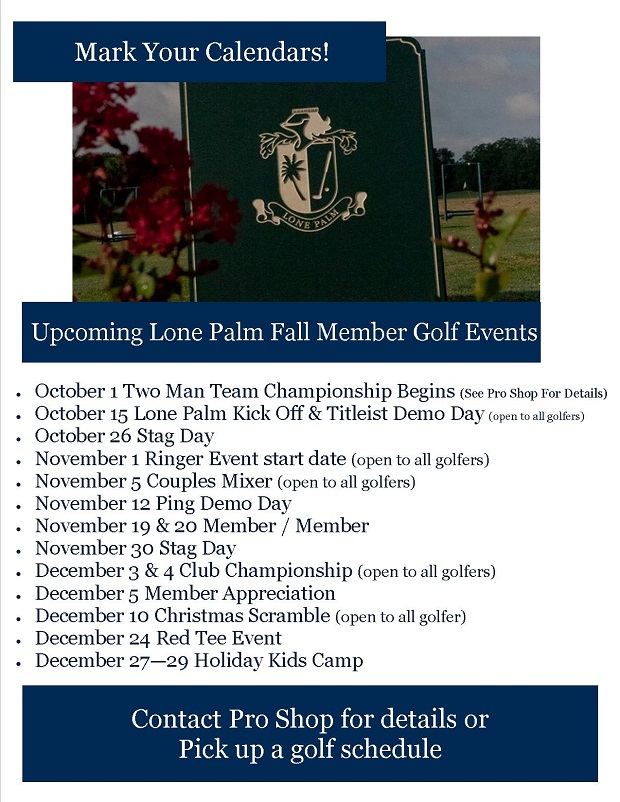 Mark Your Calendars!
LONE PALM
Upcoming Lone Palm Fall Member Golf Events
• October 1 Two Man Team Championship Begins (See Pro Shop For Details)
• October 15 Lone Palm Kick Off & Titleist Demo Day (open to all golfers)
• October 26 Stag Day
• November 1 Ringer Event start date (open to all golfers)
• November 5 Couples Mixer (open to all golfers)
• November 12 Ping Demo Day
• November 19 & 20 Member / Member
• November 30 Stag Day
• December 3 & 4 Club Championship (open to all golfers)
• December 5 Member Appreciation
• December 10 Christmas Scramble (open to all golfer)
• December 24 Red Tee Event
• December 27—29 Holiday Kids Camp
Contact Pro Shop for details or
Pick up a golf schedule